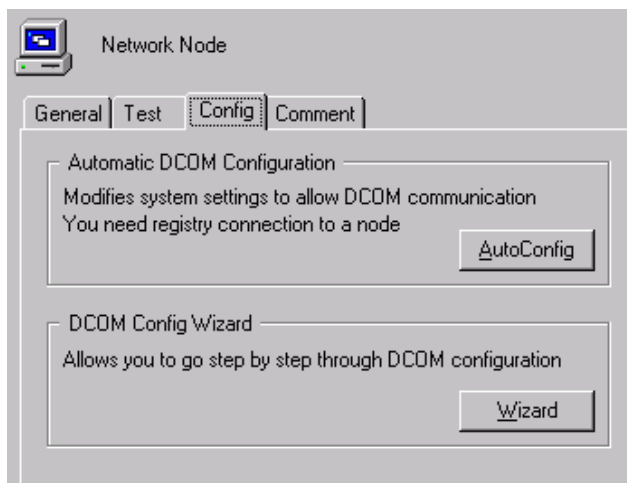 Network Node
General Test Config Comment
Automatic DCOM Configuration
Modifies system settings to allow DCOM communication
You need registry connection to a node
AutoConfig
DCOM Config Wizard
Allows you to go step by step through DCOM configuration
Wizard